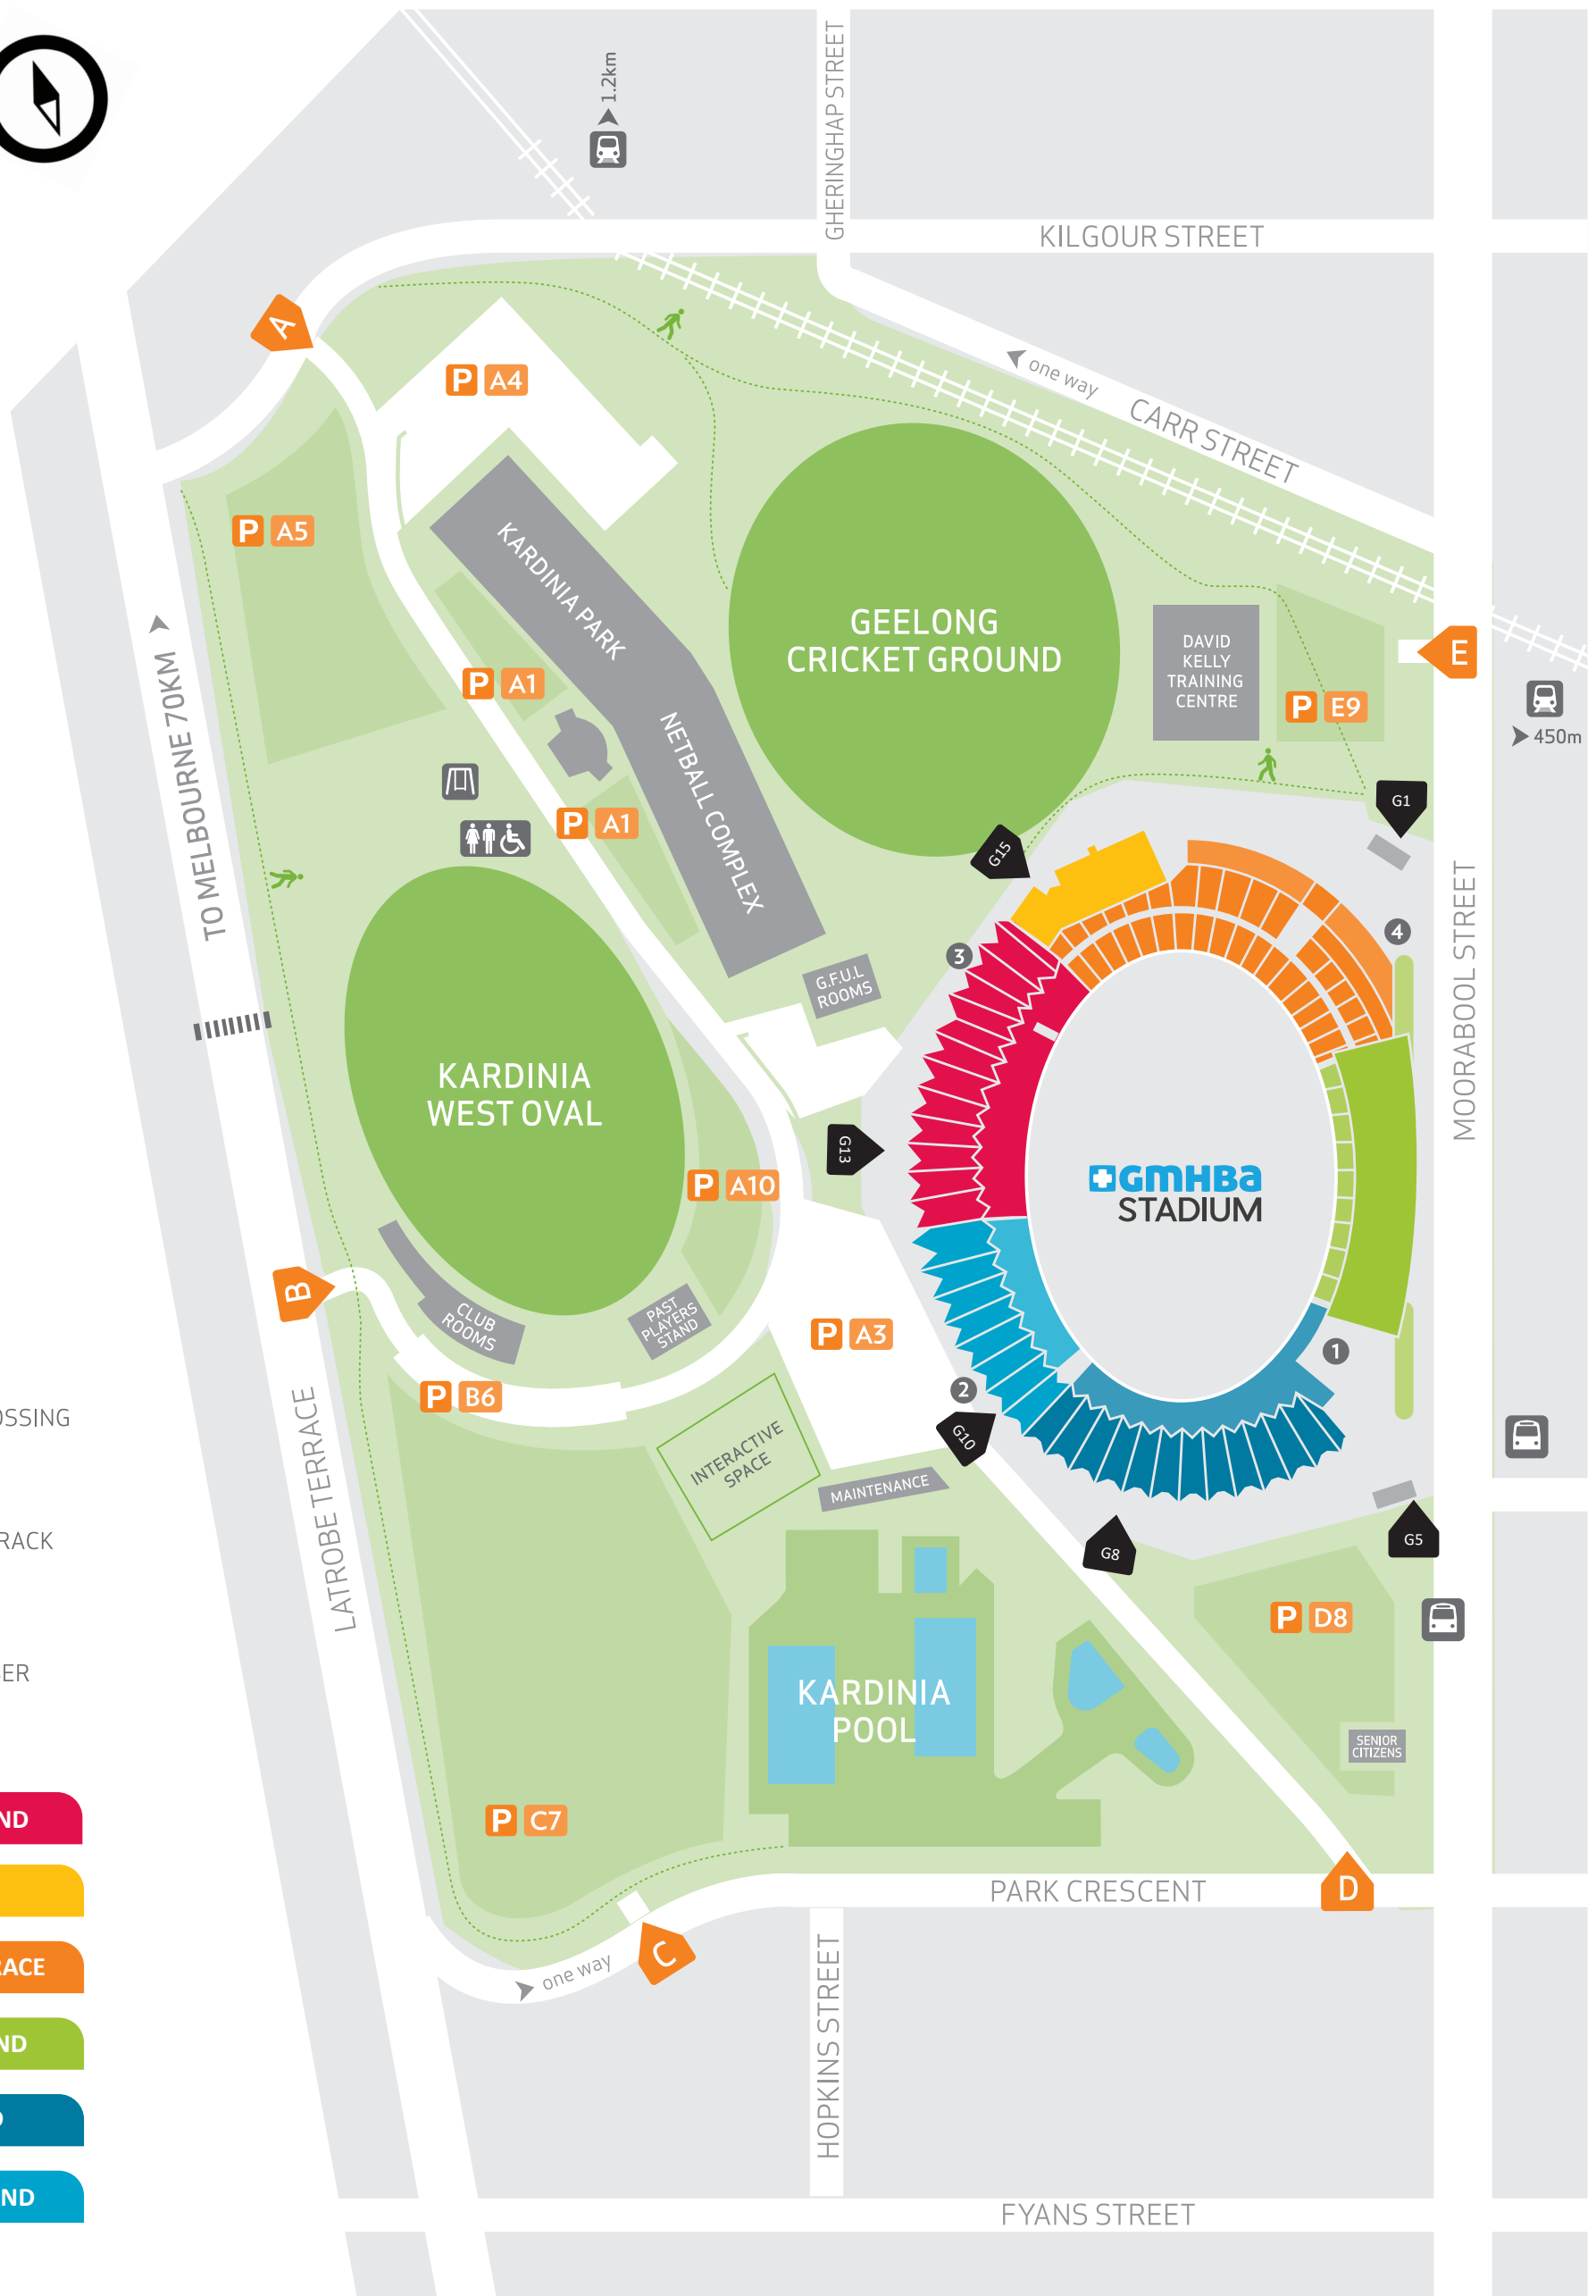 1.2km
GHERINGHAP STREET
KILGOUR STREET
A
P A4
one way
CARR STREET
P A5
KARDINIA PARK
NETBALL COMPLEX
GEELONG
CRICKET GROUND
DAVID
KELLY
TRAINING
CENTRE
E
P E9
450m
P A1
TO MELBOURNE 70KM
P A1
G1
G15
MOORABOOL STREET
4
3
G.F.U.L
ROOMS
KARDINIA
WEST OVAL
G13
P A10
GMHBA
STADIUM
B
CLUB
ROOMS
PAST
PLAYERS
STAND
P A3
1
2
P B6
OSSING
G10
INTERACTIVE
SPACE
MAINTENANCE
LATROBE TERRACE
RACK
G8
G5
P D8
ER
KARDINIA
POOL
SENIOR
CITIZENS
ND
P C7
PARK CRESCENT
D
C
one way
ACE
HOPKINS STREET
ND
ND
FYANS STREET